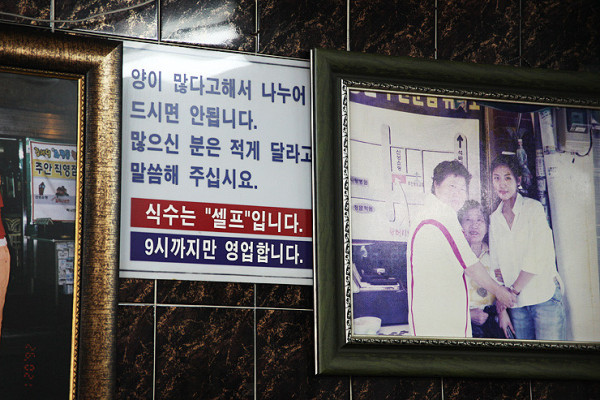 양이 많다고해서 나누어
드시면 안됩니다.
많으신 분은 적게 달라고
말씀해 주십시요.
식수는 "셀프"입니다.
9시까지만 영업합니다.